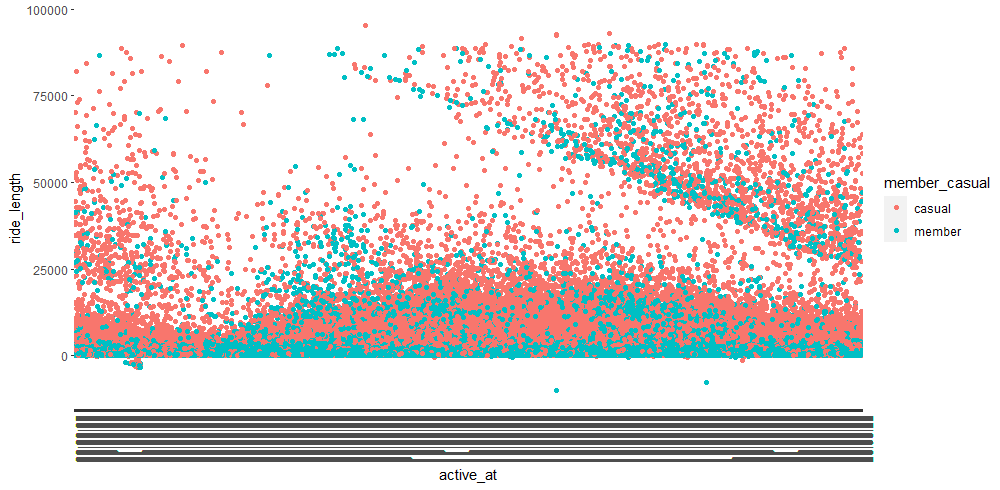 100000
75000
50000
25000
0
ride_length
active_at
member_casual
casual
member